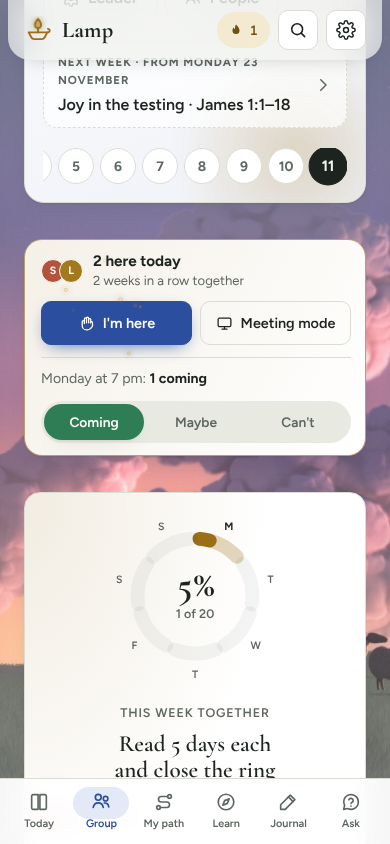 Leader People
Lamp 1
NEXT WEEK · FROM MONDAY 23
NOVEMBER
Joy in the testing · James 1:1–18
5 6 7 8 9 10 11
S L 2 here today
2 weeks in a row together
I'm here Meeting mode
Monday at 7 pm: 1 coming
Coming Maybe Can't
S M
S T
5%
1 of 20
F W
T
THIS WEEK TOGETHER
Read 5 days each
and close the ring
Today Group My path Learn Journal Ask